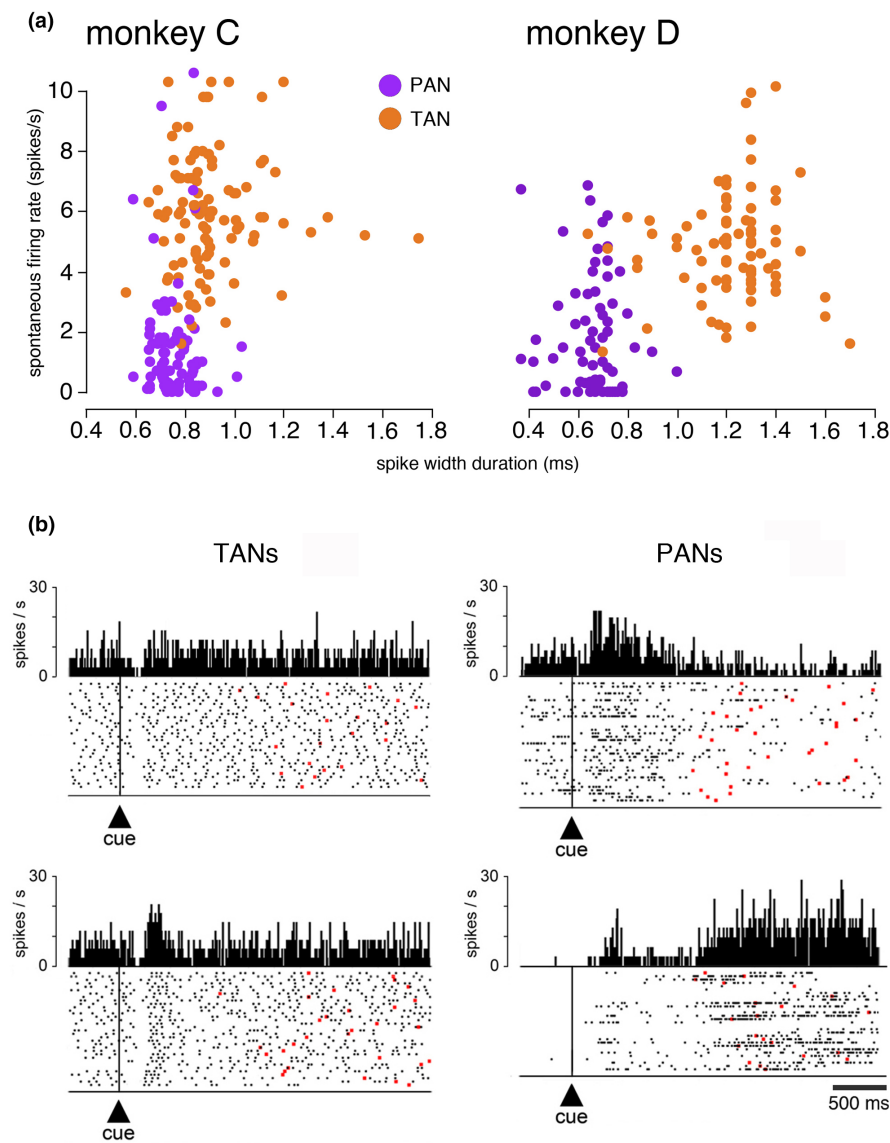 (a)
monkey C
monkey D
PAN
TAN
spontaneous firing rate (spikes/s)
10
8
6
4
2
0
0.4 0.6 0.8 1.0 1.2 1.4 1.6 1.8
0.4 0.6 0.8 1.0 1.2 1.4 1.6 1.8
spike width duration (ms)
(b)
TANs
PANs
30
spikes / s
0
cue
30
spikes / s
0
cue
30
spikes / s
0
cue
30
spikes / s
0
cue
500 ms